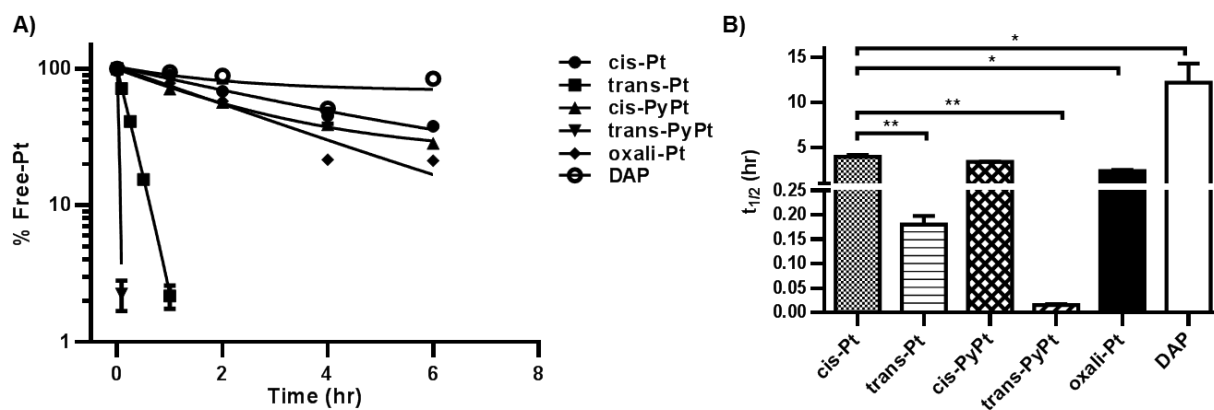 A)
% Free-Pt
100
10
1
0
2
4
6
8
Time (hr)
cis-Pt
trans-Pt
cis-PyPt
trans-PyPt
oxali-Pt
DAP
B)
*
*
**
**
t1/2 (hr)
15
10
5
0.25
0.20
0.15
0.10
0.05
0.00
cis-Pt
trans-Pt
cis-PyPt
trans-PyPt
oxali-Pt
DAP